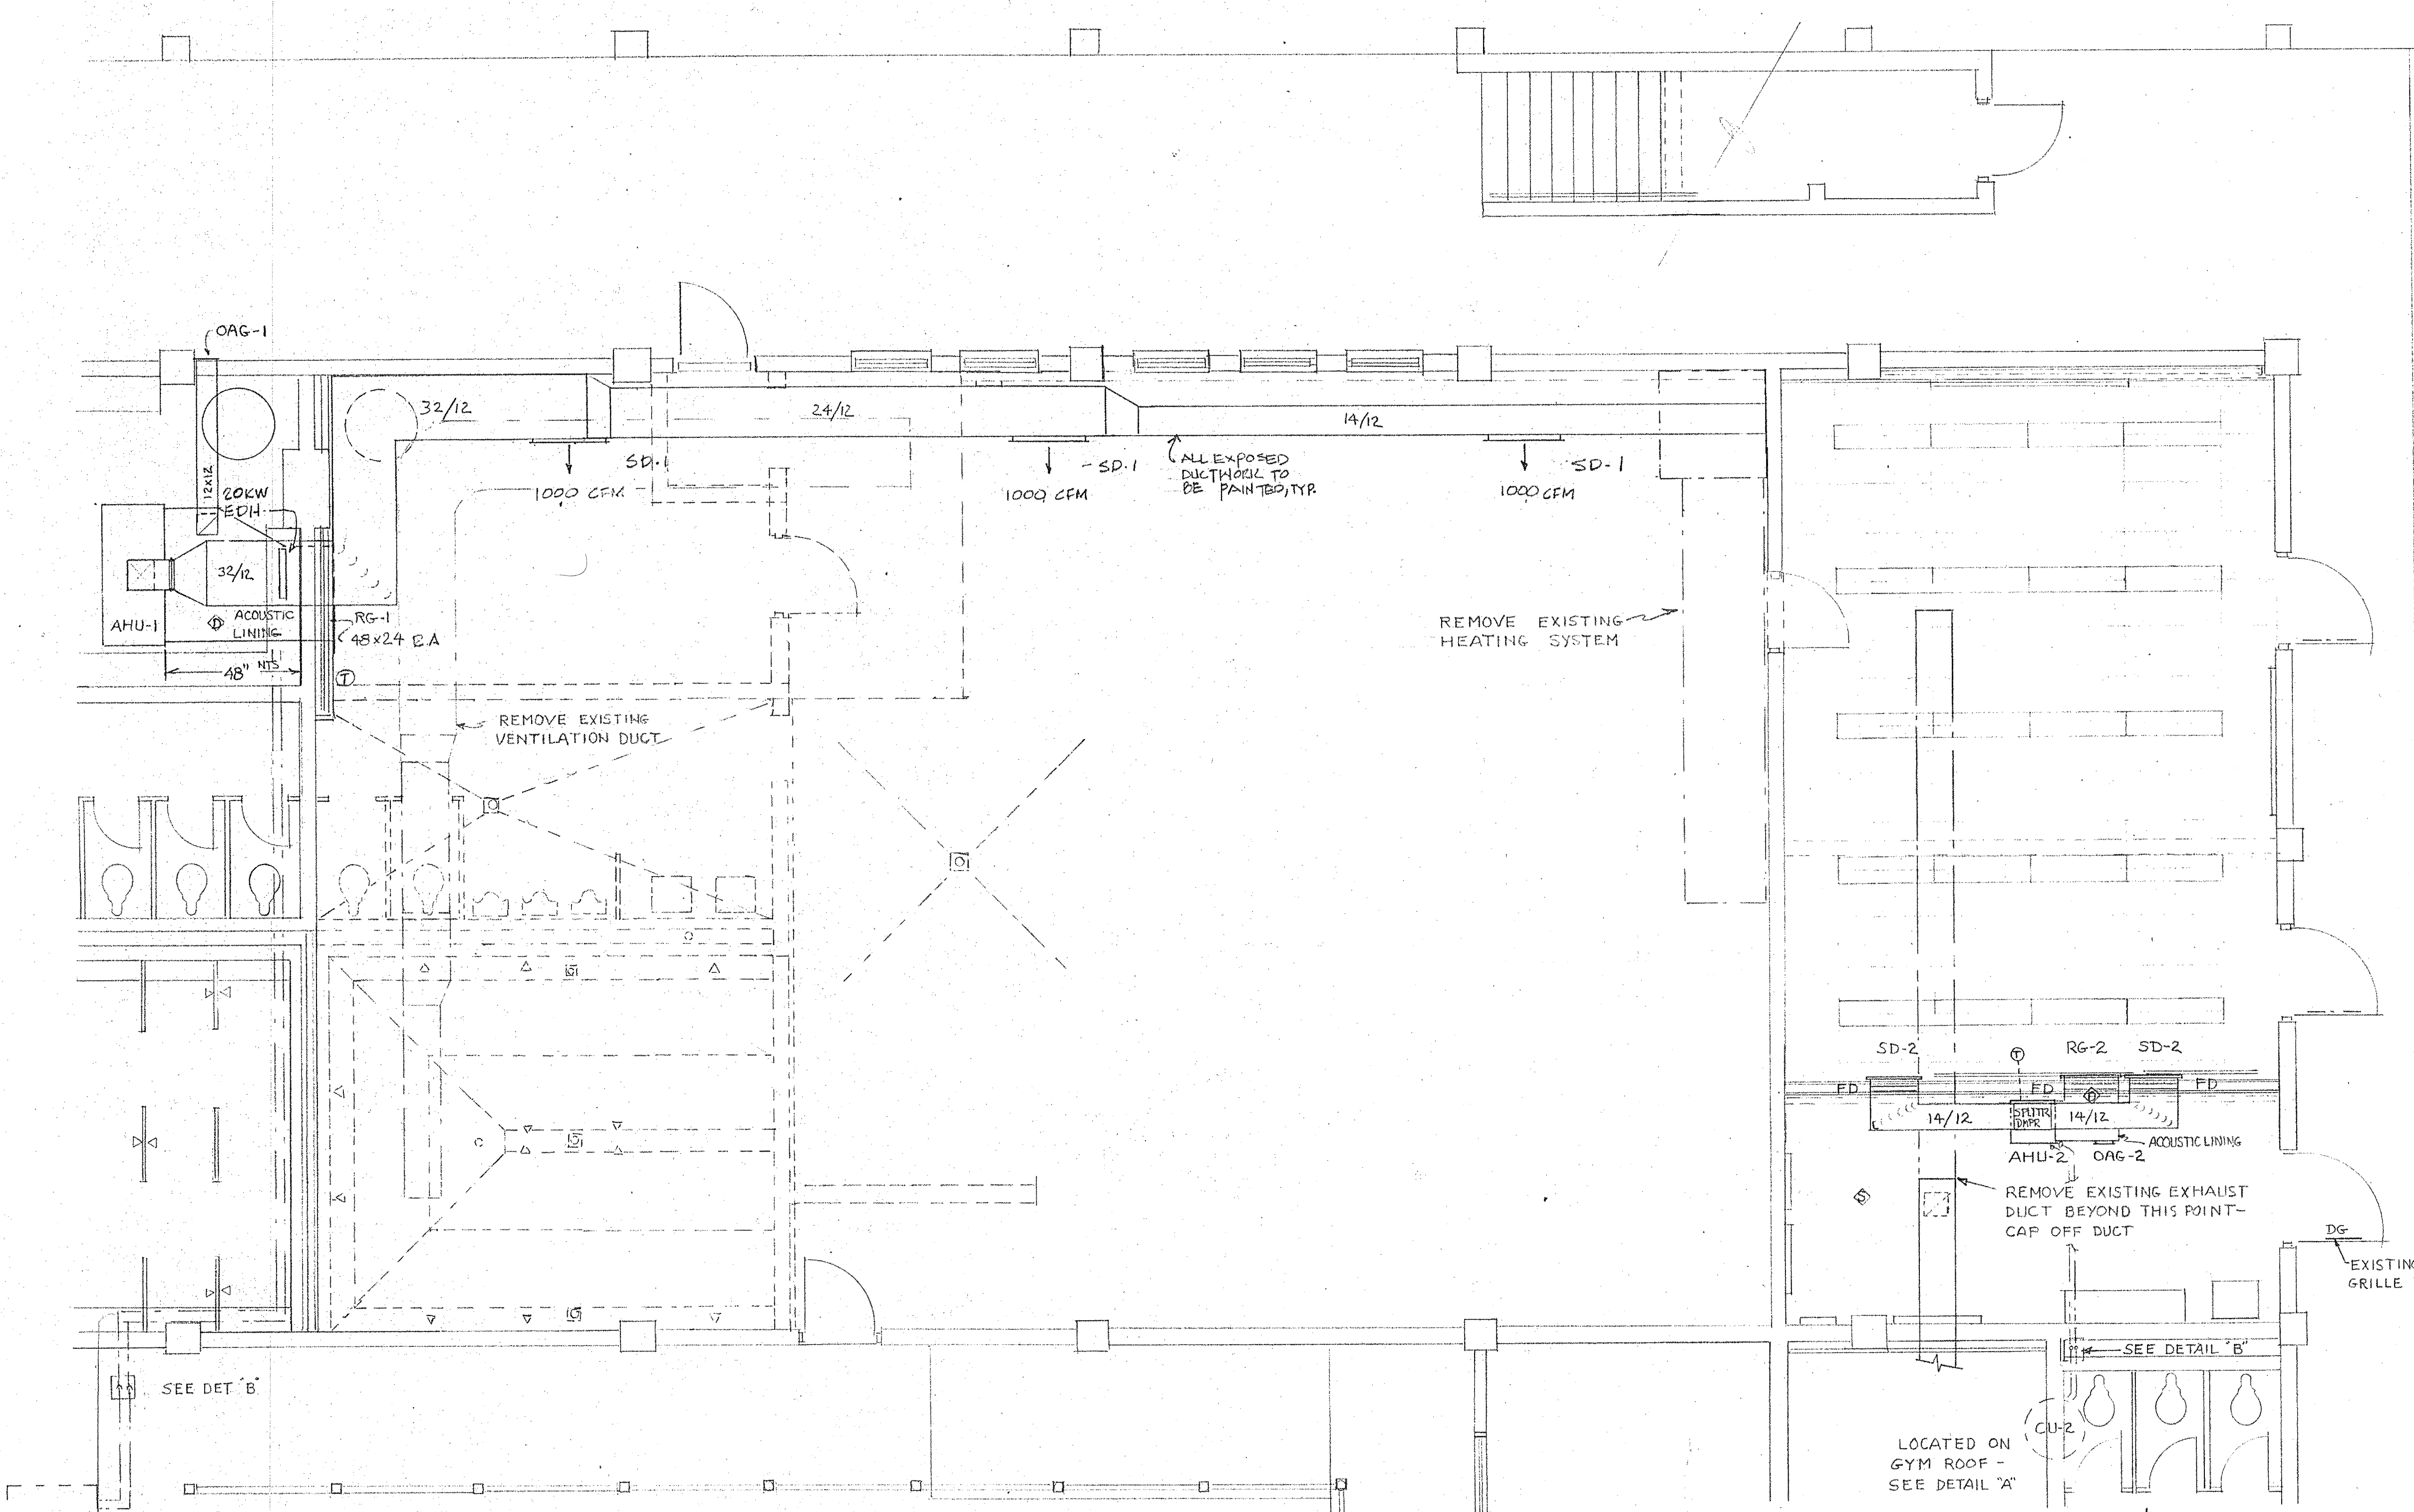 OAG-1
32/12
24/12
14/12
12x12
20KW
EDH
SD-1
1000 CFM
SD-1
1000 CFM
ALL EXPOSED
DUCTWORK TO
BE PAINTED, TYP.
SD-1
1000 CFM
32/12
AHU-1
D
ACOUSTIC
LINING
RG-1
48x24 E.A
48" NTS
T
REMOVE EXISTING
HEATING SYSTEM
REMOVE EXISTING
VENTILATION DUCT
SD-2
T
RG-2
SD-2
FD
FD
FD
14/12
SPLTTR
DMPR
14/12
D
ACOUSTIC LINING
AHU-2
OAG-2
S
REMOVE EXISTING EXHAUST
DUCT BEYOND THIS POINT-
CAP OFF DUCT
DG
EXISTING
GRILLE
SEE DETAIL "B"
SEE DET "B"
CU-2
LOCATED ON
GYM ROOF -
SEE DETAIL "A"